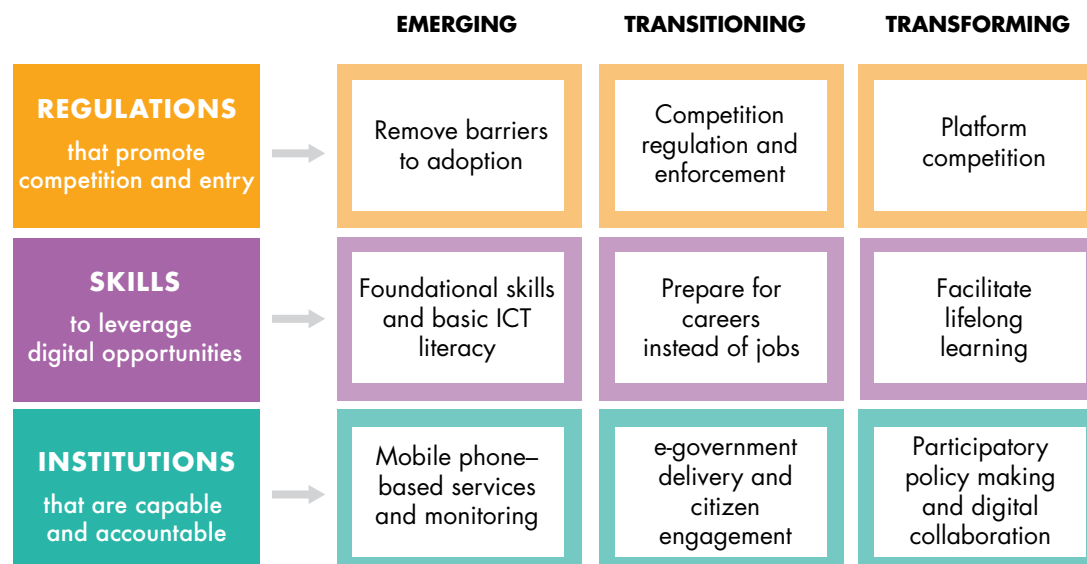 EMERGING
TRANSITIONING
TRANSFORMING
REGULATIONS
that promote
competition and entry
Remove barriers
to adoption
Competition
regulation and
enforcement
Platform
competition
SKILLS
to leverage
digital opportunities
Foundational skills
and basic ICT
literacy
Prepare for
careers
instead of jobs
Facilitate
lifelong
learning
INSTITUTIONS
that are capable
and accountable
Mobile phone–
based services
and monitoring
e-government
delivery and
citizen
engagement
Participatory
policy making
and digital
collaboration